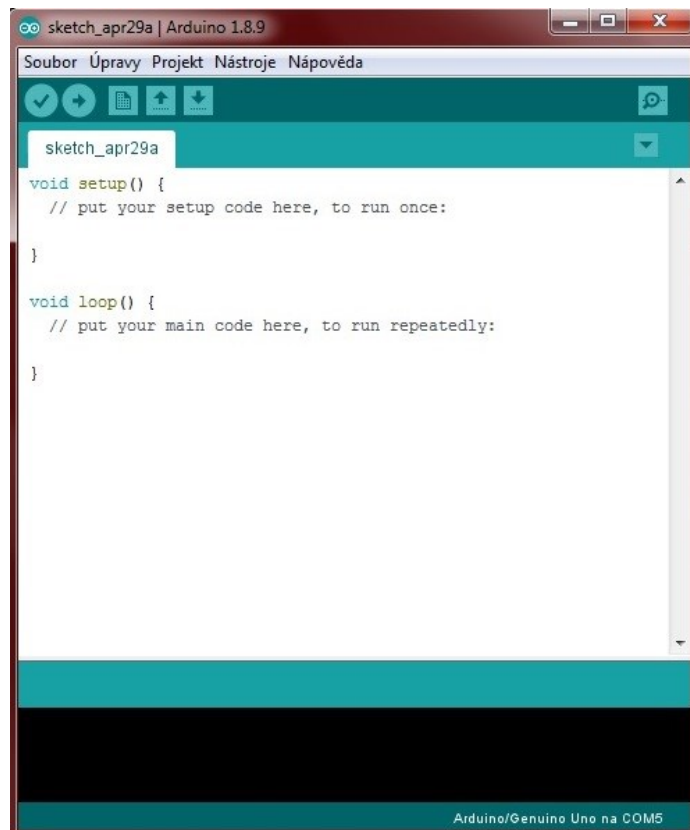 sketch_apr29a | Arduino 1.8.9
Soubor Úpravy Projekt Nástroje Nápověda
sketch_apr29a
void setup() {
// put your setup code here, to run once:
}
void loop() {
// put your main code here, to run repeatedly:
}
Arduino/Genuino Uno na COM5